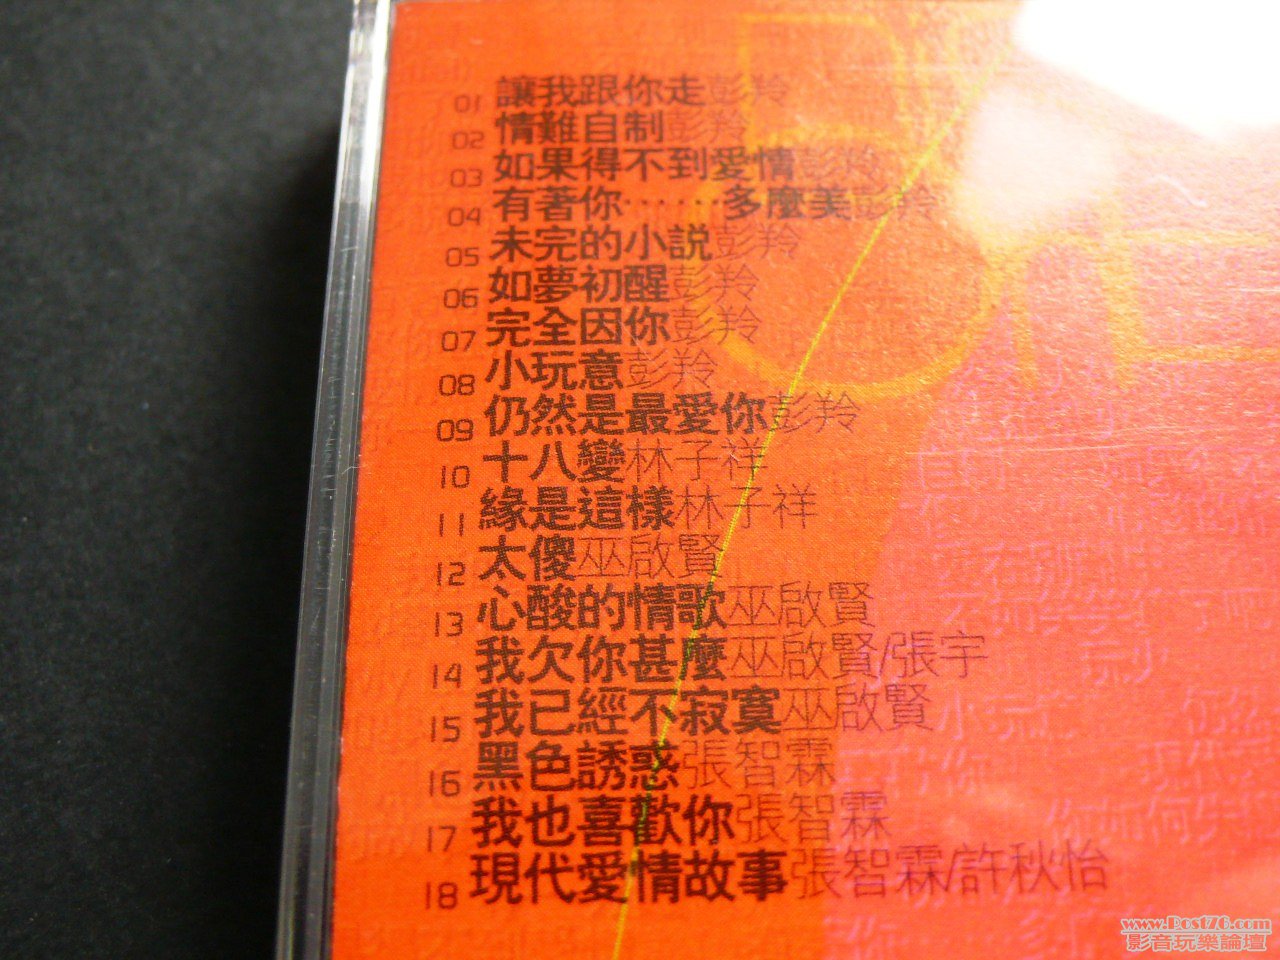 01 讓我跟你走彭羚
02 情難自制彭羚
03 如果得不到愛情彭羚
04 有著你……多麼美彭羚
05 未完的小說彭羚
06 如夢初醒彭羚
07 完全因你彭羚
08 小玩意彭羚
09 仍然是最愛你彭羚
10 十八變林子祥
11 緣是這樣林子祥
12 太傻巫啟賢
13 心酸的情歌巫啟賢
14 我欠你甚麼巫啟賢/張宇
15 我已經不寂寞巫啟賢
16 黑色誘惑張智霖
17 我也喜歡你張智霖
18 現代愛情故事張智霖/許秋怡
www.Post76.com
影音玩樂論壇